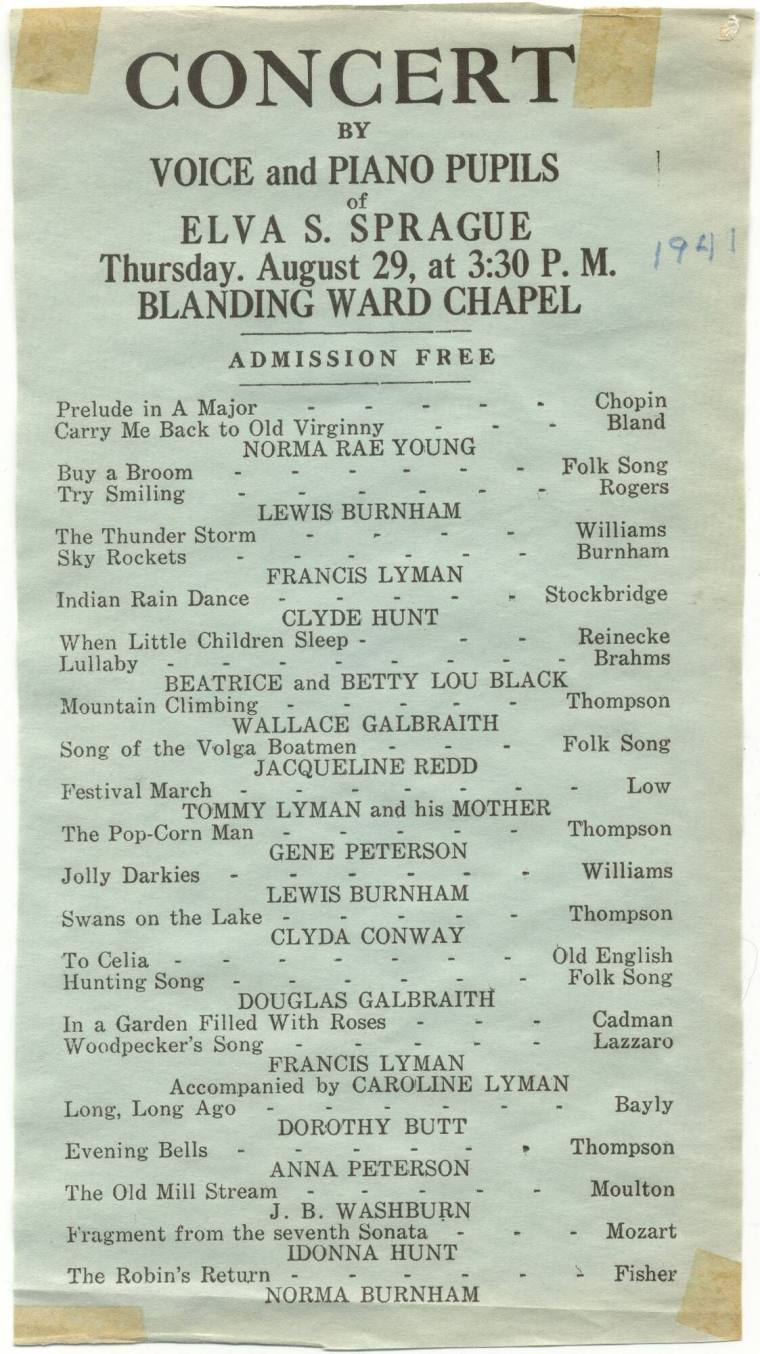 CONCERT
BY
VOICE and PIANO PUPILS
of
ELVA S. SPRAGUE
Thursday. August 29, at 3:30 P. M.
1941
BLANDING WARD CHAPEL
ADMISSION FREE
Prelude in A Major - - - - - Chopin
Carry Me Back to Old Virginny - - - Bland
NORMA RAE YOUNG
Buy a Broom - - - - - - Folk Song
Try Smiling - - - - - - Rogers
LEWIS BURNHAM
The Thunder Storm - - - - Williams
Sky Rockets - - - - - - Burnham
FRANCIS LYMAN
Indian Rain Dance - - - - - Stockbridge
CLYDE HUNT
When Little Children Sleep - - - Reinecke
Lullaby - - - - - - - - Brahms
BEATRICE and BETTY LOU BLACK
Mountain Climbing - - - - - Thompson
WALLACE GALBRAITH
Song of the Volga Boatmen - - - Folk Song
JACQUELINE REDD
Festival March - - - - - - - Low
TOMMY LYMAN and his MOTHER
The Pop-Corn Man - - - - - Thompson
GENE PETERSON
Jolly Darkies - - - - - - Williams
LEWIS BURNHAM
Swans on the Lake - - - - - Thompson
CLYDA CONWAY
To Celia - - - - - - - Old English
Hunting Song - - - - - - Folk Song
DOUGLAS GALBRAITH
In a Garden Filled With Roses - - - Cadman
Woodpecker's Song - - - - - Lazzaro
FRANCIS LYMAN
Accompanied by CAROLINE LYMAN
Long, Long Ago - - - - - - Bayly
DOROTHY BUTT
Evening Bells - - - - - - Thompson
ANNA PETERSON
The Old Mill Stream - - - - - Moulton
J. B. WASHBURN
Fragment from the seventh Sonata - - - Mozart
IDONNA HUNT
The Robin's Return - - - - - - Fisher
NORMA BURNHAM